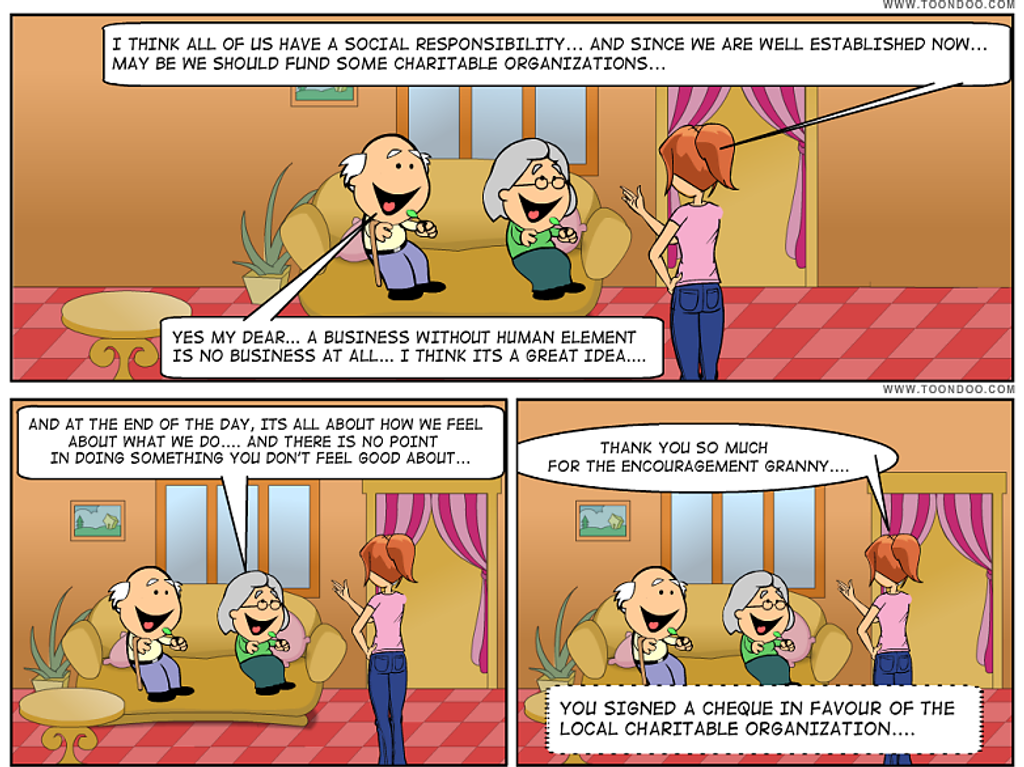 WWW.TOONDOO.COM
I THINK ALL OF US HAVE A SOCIAL RESPONSIBILITY... AND SINCE WE ARE WELL ESTABLISHED NOW...
MAY BE WE SHOULD FUND SOME CHARITABLE ORGANIZATIONS...
YES MY DEAR... A BUSINESS WITHOUT HUMAN ELEMENT
IS NO BUSINESS AT ALL... I THINK ITS A GREAT IDEA....
WWW.TOONDOO.COM
AND AT THE END OF THE DAY, ITS ALL ABOUT HOW WE FEEL
ABOUT WHAT WE DO.... AND THERE IS NO POINT
IN DOING SOMETHING YOU DON'T FEEL GOOD ABOUT...
THANK YOU SO MUCH
FOR THE ENCOURAGEMENT GRANNY....
YOU SIGNED A CHEQUE IN FAVOUR OF THE
LOCAL CHARITABLE ORGANIZATION....